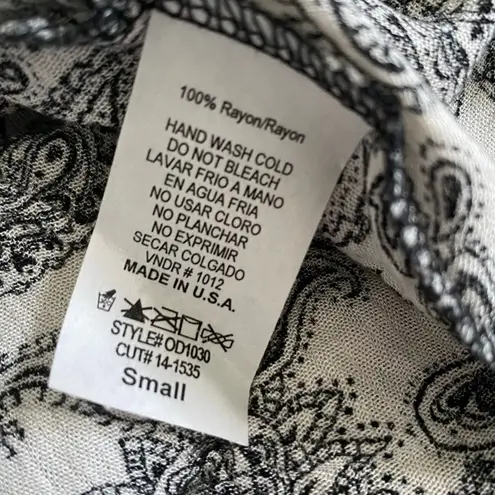 100% Rayon/Rayon
HAND WASH COLD
DO NOT BLEACH
LAVAR FRIO A MANO
EN AGUA FRIA
NO USAR CLORO
NO PLANCHAR
NO EXPRIMIR
SECAR COLGADO
VNDR # 1012
MADE IN U.S.A.
STYLE# OD1030
CUT# 14-1535
Small